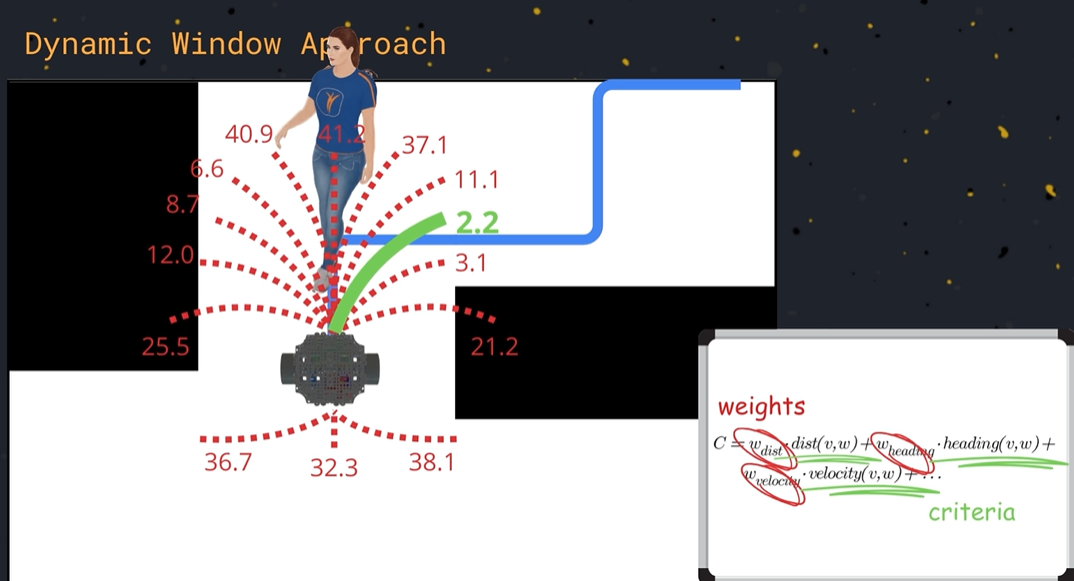 Dynamic Window Approach
40.9
41.2
37.1
6.6
11.1
8.7
2.2
12.0
3.1
25.5
21.2
36.7
32.3
38.1
weights
C = w_dist · dist(v,w) + w_heading · heading(v,w) +
w_velocity · velocity(v,w) + ...
criteria